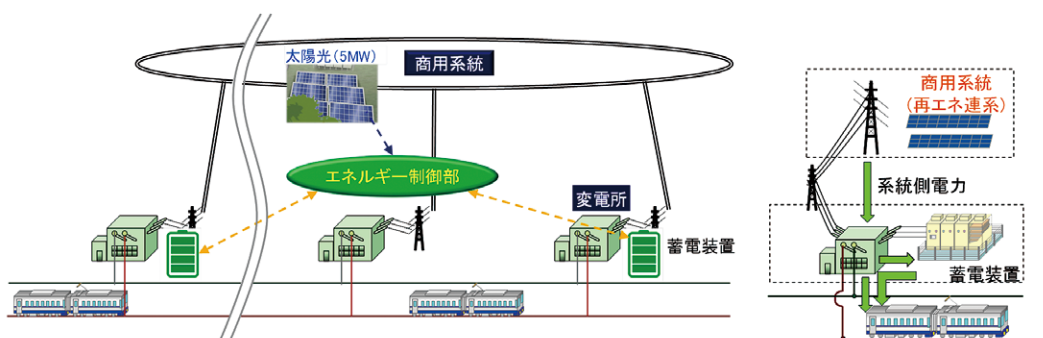 太陽光(5MW)
商用系統
エネルギー制御部
変電所
蓄電装置
商用系統
(再エネ連系)
系統側電力
蓄電装置